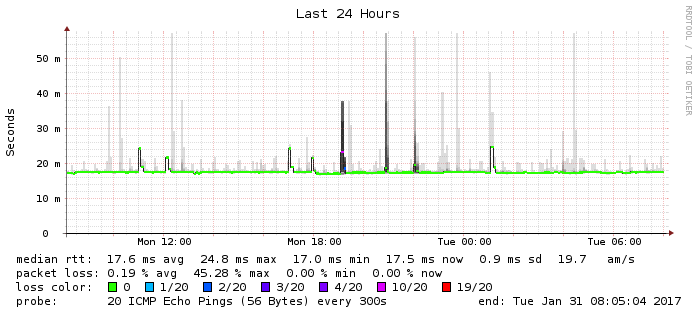 Last 24 Hours
RRDTOOL / TOBI OETIKER
Seconds
50 m
40 m
30 m
20 m
10 m
0
Mon 12:00 Mon 18:00 Tue 00:00 Tue 06:00
median rtt: 17.6 ms avg 24.8 ms max 17.0 ms min 17.5 ms now 0.9 ms sd 19.7 am/s
packet loss: 0.19 % avg 45.28 % max 0.00 % min 0.00 % now
loss color: 0 1/20 2/20 3/20 4/20 10/20 19/20
probe: 20 ICMP Echo Pings (56 Bytes) every 300s end: Tue Jan 31 08:05:04 2017